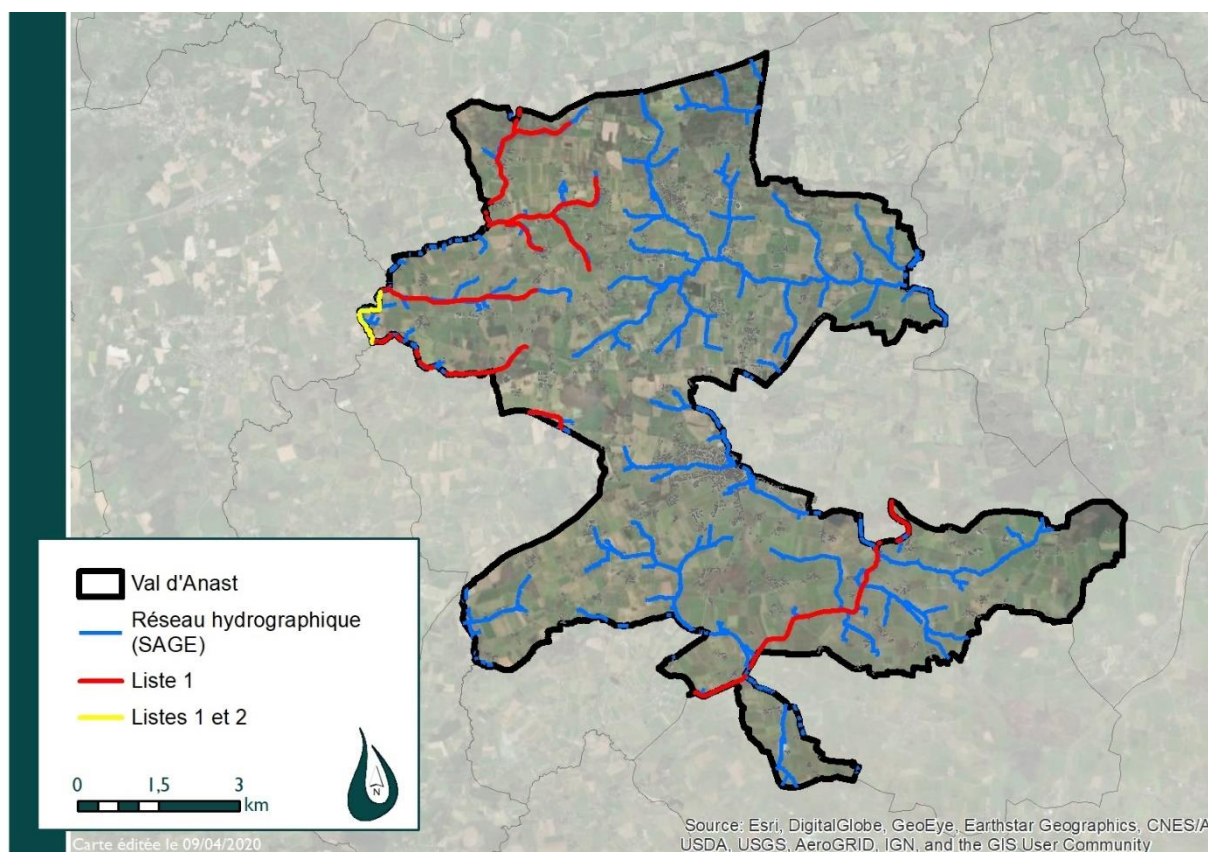 Val d'Anast
Réseau hydrographique
(SAGE)
Liste 1
Listes 1 et 2
0 1,5 3
km
N
Carte éditée le 09/04/2020
Source: Esri, DigitalGlobe, GeoEye, Earthstar Geographics, CNES/A
USDA, USGS, AeroGRID, IGN, and the GIS User Community